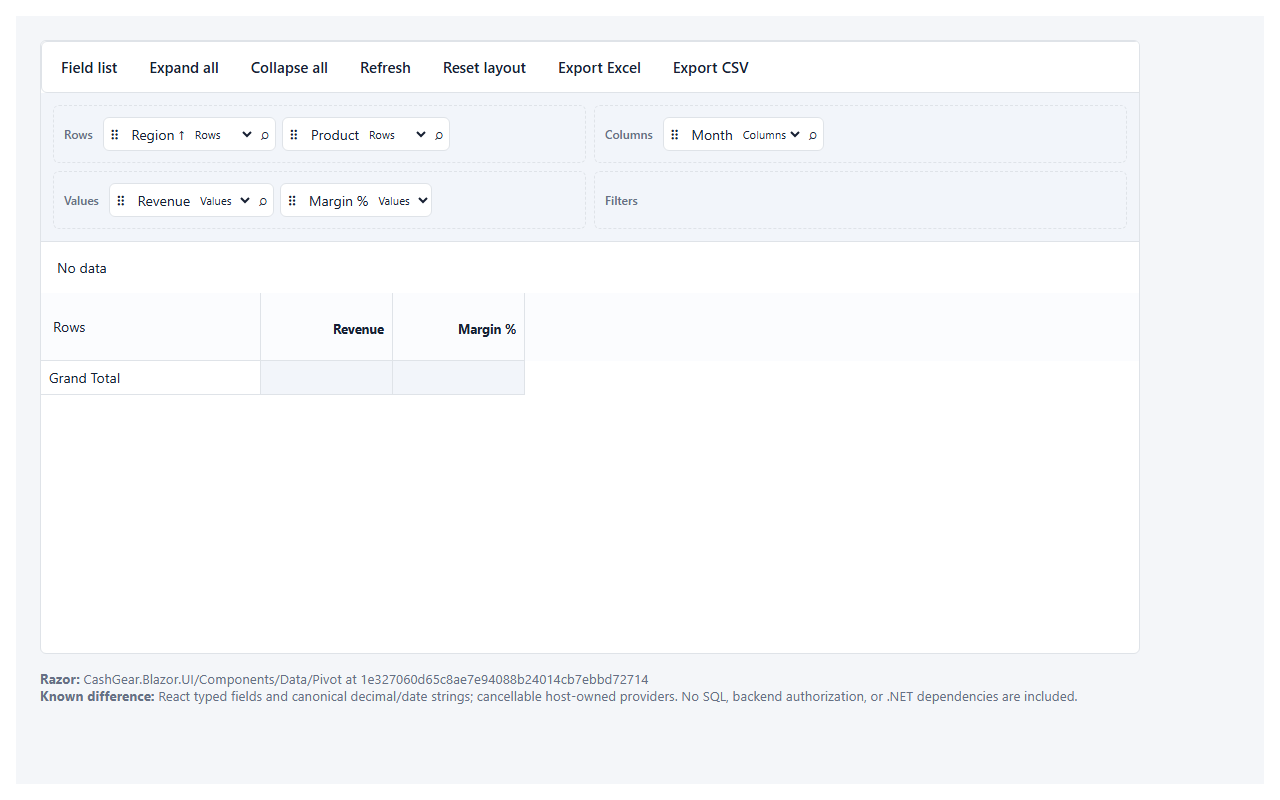 Field list Expand all Collapse all Refresh Reset layout Export Excel Export CSV
Rows Region ↑ Rows Product Rows Columns Month Columns
Values Revenue Values Margin % Values Filters
No data
Rows Revenue Margin %
Grand Total
Razor: CashGear.Blazor.UI/Components/Data/Pivot at 1e327060d65c8ae7e94088b24014cb7ebbd72714
Known difference: React typed fields and canonical decimal/date strings; cancellable host-owned providers. No SQL, backend authorization, or .NET dependencies are included.